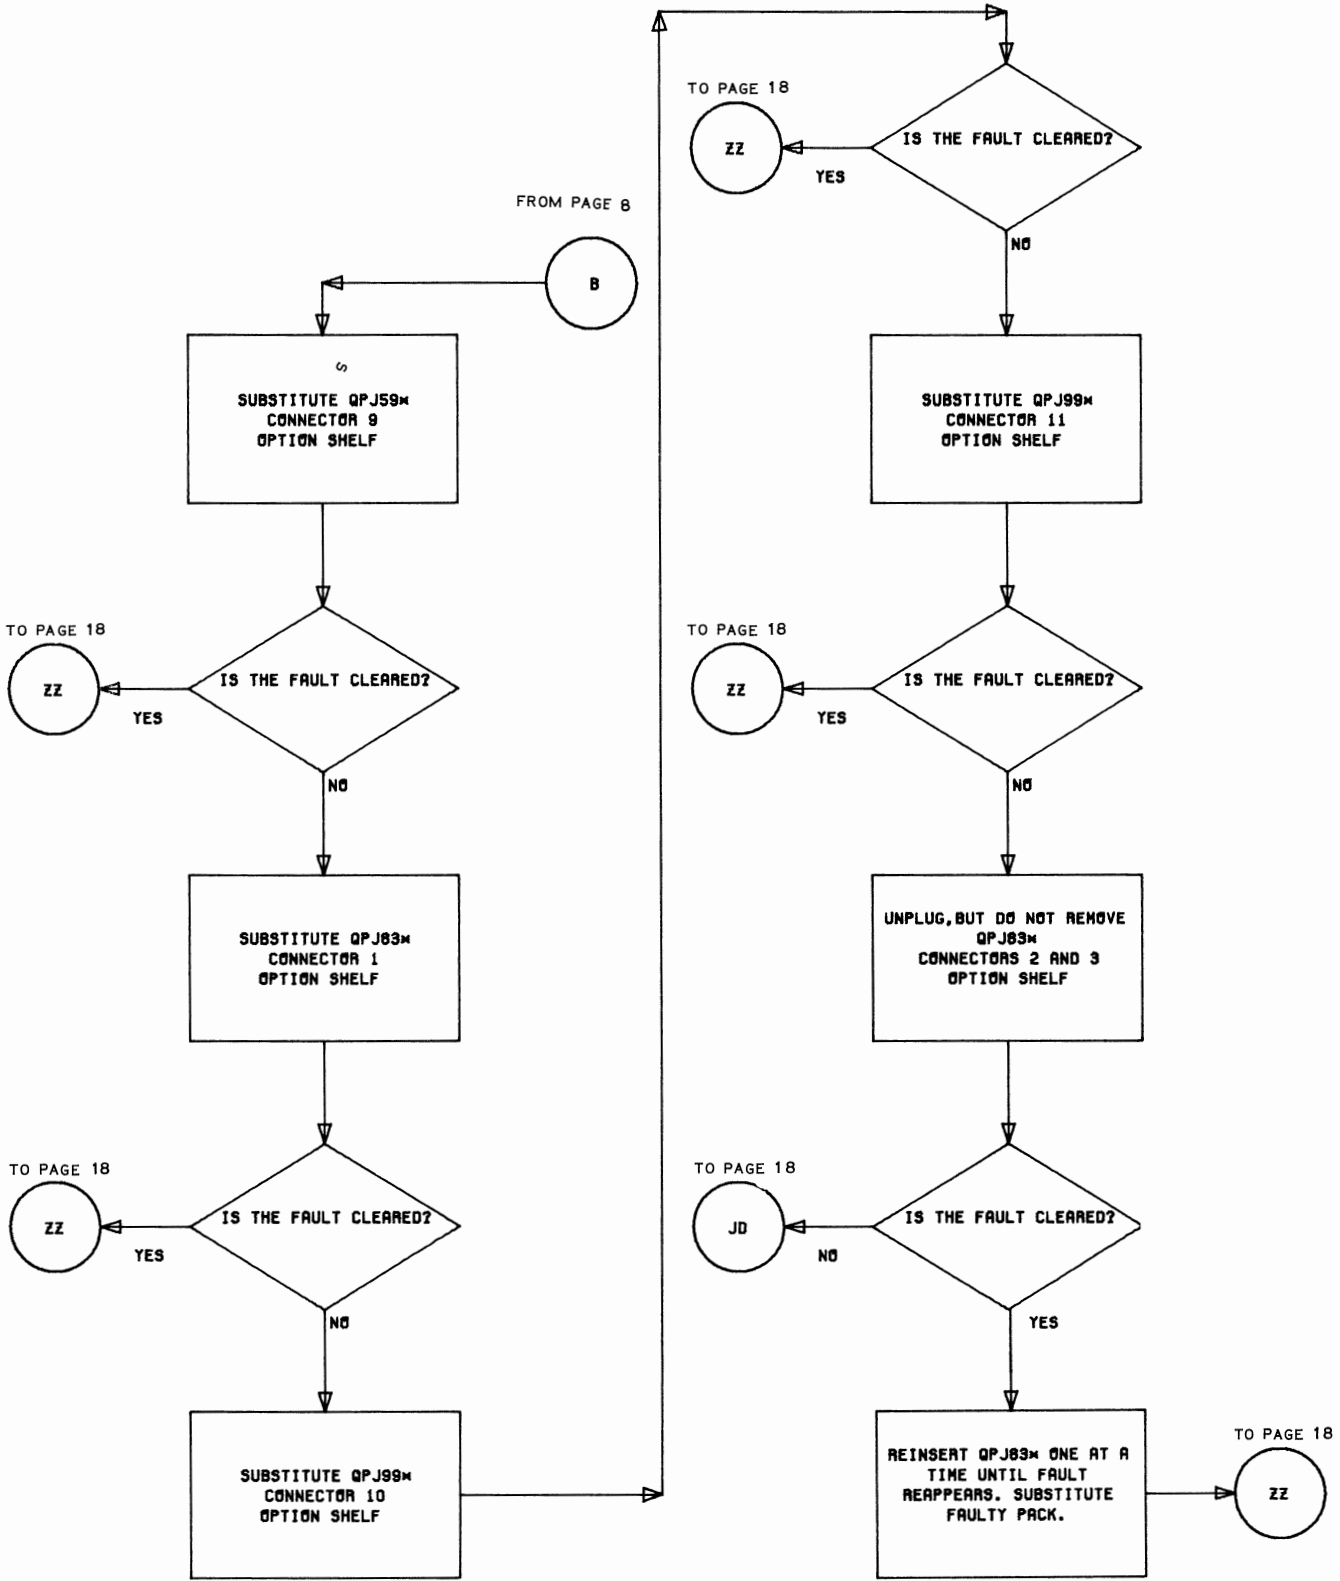 FROM PAGE 8
B
S
SUBSTITUTE QPJ59*
CONNECTOR 9
OPTION SHELF
TO PAGE 18
ZZ
IS THE FAULT CLEARED?
YES
NO
SUBSTITUTE QPJ83*
CONNECTOR 1
OPTION SHELF
TO PAGE 18
ZZ
IS THE FAULT CLEARED?
YES
NO
SUBSTITUTE QPJ99*
CONNECTOR 10
OPTION SHELF
TO PAGE 18
ZZ
IS THE FAULT CLEARED?
YES
NO
SUBSTITUTE QPJ99*
CONNECTOR 11
OPTION SHELF
TO PAGE 18
ZZ
IS THE FAULT CLEARED?
YES
NO
UNPLUG,BUT DO NOT REMOVE
QPJ83*
CONNECTORS 2 AND 3
OPTION SHELF
TO PAGE 18
JD
IS THE FAULT CLEARED?
NO
YES
REINSERT QPJ83* ONE AT A
TIME UNTIL FAULT
REAPPEARS. SUBSTITUTE
FAULTY PACK.
TO PAGE 18
ZZ